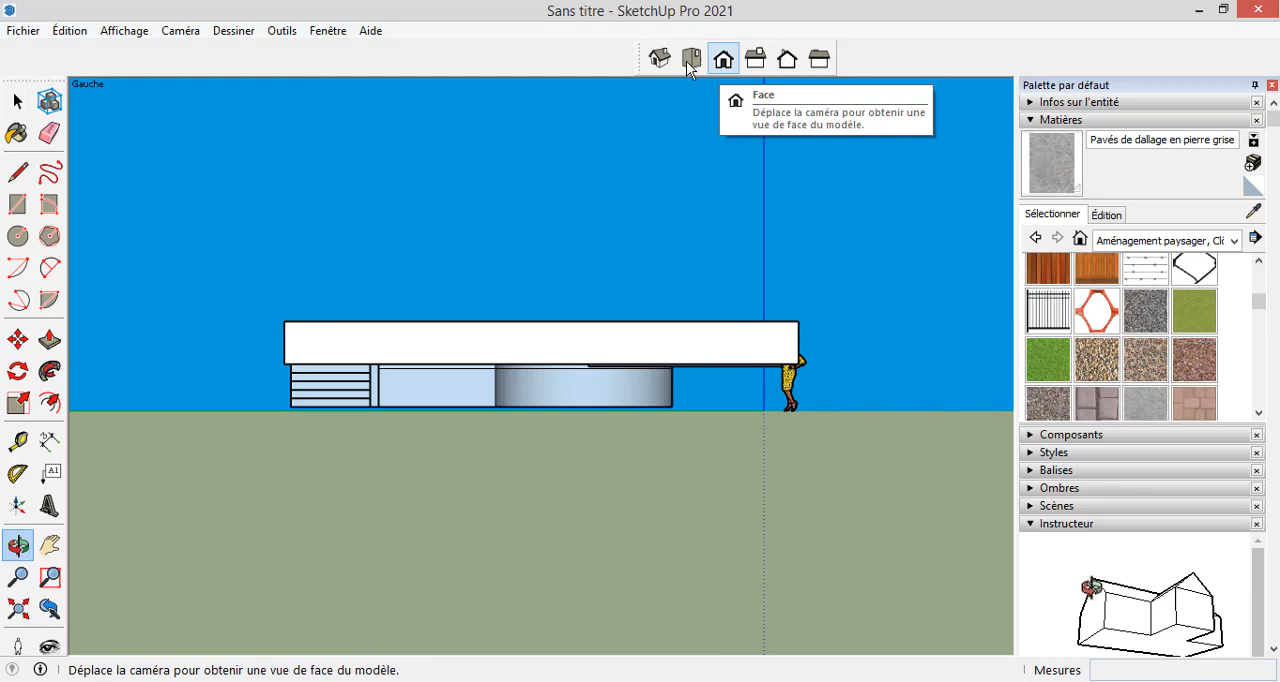 Sans titre - SketchUp Pro 2021
Fichier Édition Affichage Caméra Dessiner Outils Fenêtre Aide
Gauche
Face
Déplace la caméra pour obtenir une
vue de face du modèle.
Palette par défaut
Infos sur l'entité
Matières
Pavés de dallage en pierre grise
Sélectionner
Édition
Aménagement paysager, Clô
A1
Composants
Styles
Balises
Ombres
Scènes
Instructeur
Déplace la caméra pour obtenir une vue de face du modèle.
Mesures